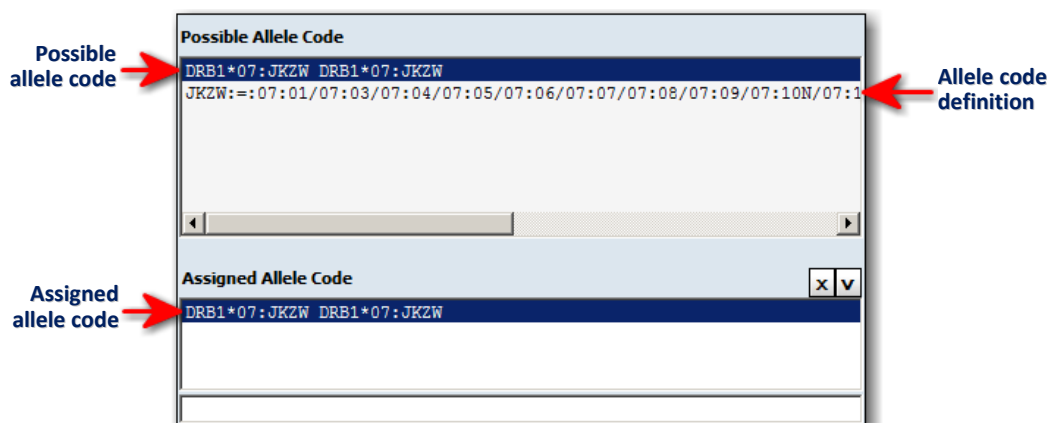 Possible Allele Code
Possible
allele code
DRB1*07:JKZW DRB1*07:JKZW
JKZW:=:07:01/07:03/07:04/07:05/07:06/07:07/07:08/07:09/07:10N/07:1
Allele code
definition
Assigned Allele Code
x v
Assigned
allele code
DRB1*07:JKZW DRB1*07:JKZW